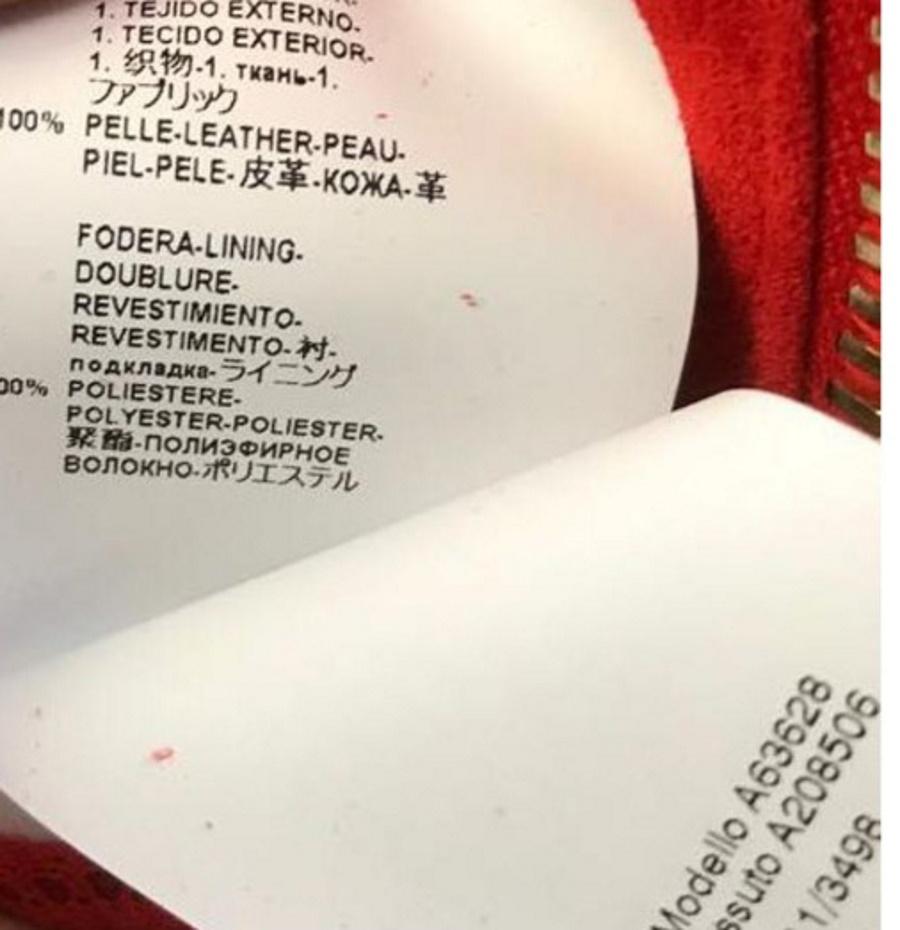 1. TEJIDO EXTERNO-
1. TECIDO EXTERIOR-
1. 织物-1. ткань-1.
ファブリック
100% PELLE-LEATHER-PEAU-
PIEL-PELE-皮革-КОЖА-革
FODERA-LINING-
DOUBLURE-
REVESTIMIENTO-
REVESTIMENTO-衬-
подкладка-ライニング
00% POLIESTERE-
POLYESTER-POLIESTER-
聚酯-ПОЛИЭФИРНОЕ
ВОЛОКНО-ポリエステル
Modello A63628
ssuto A208506
1/3498